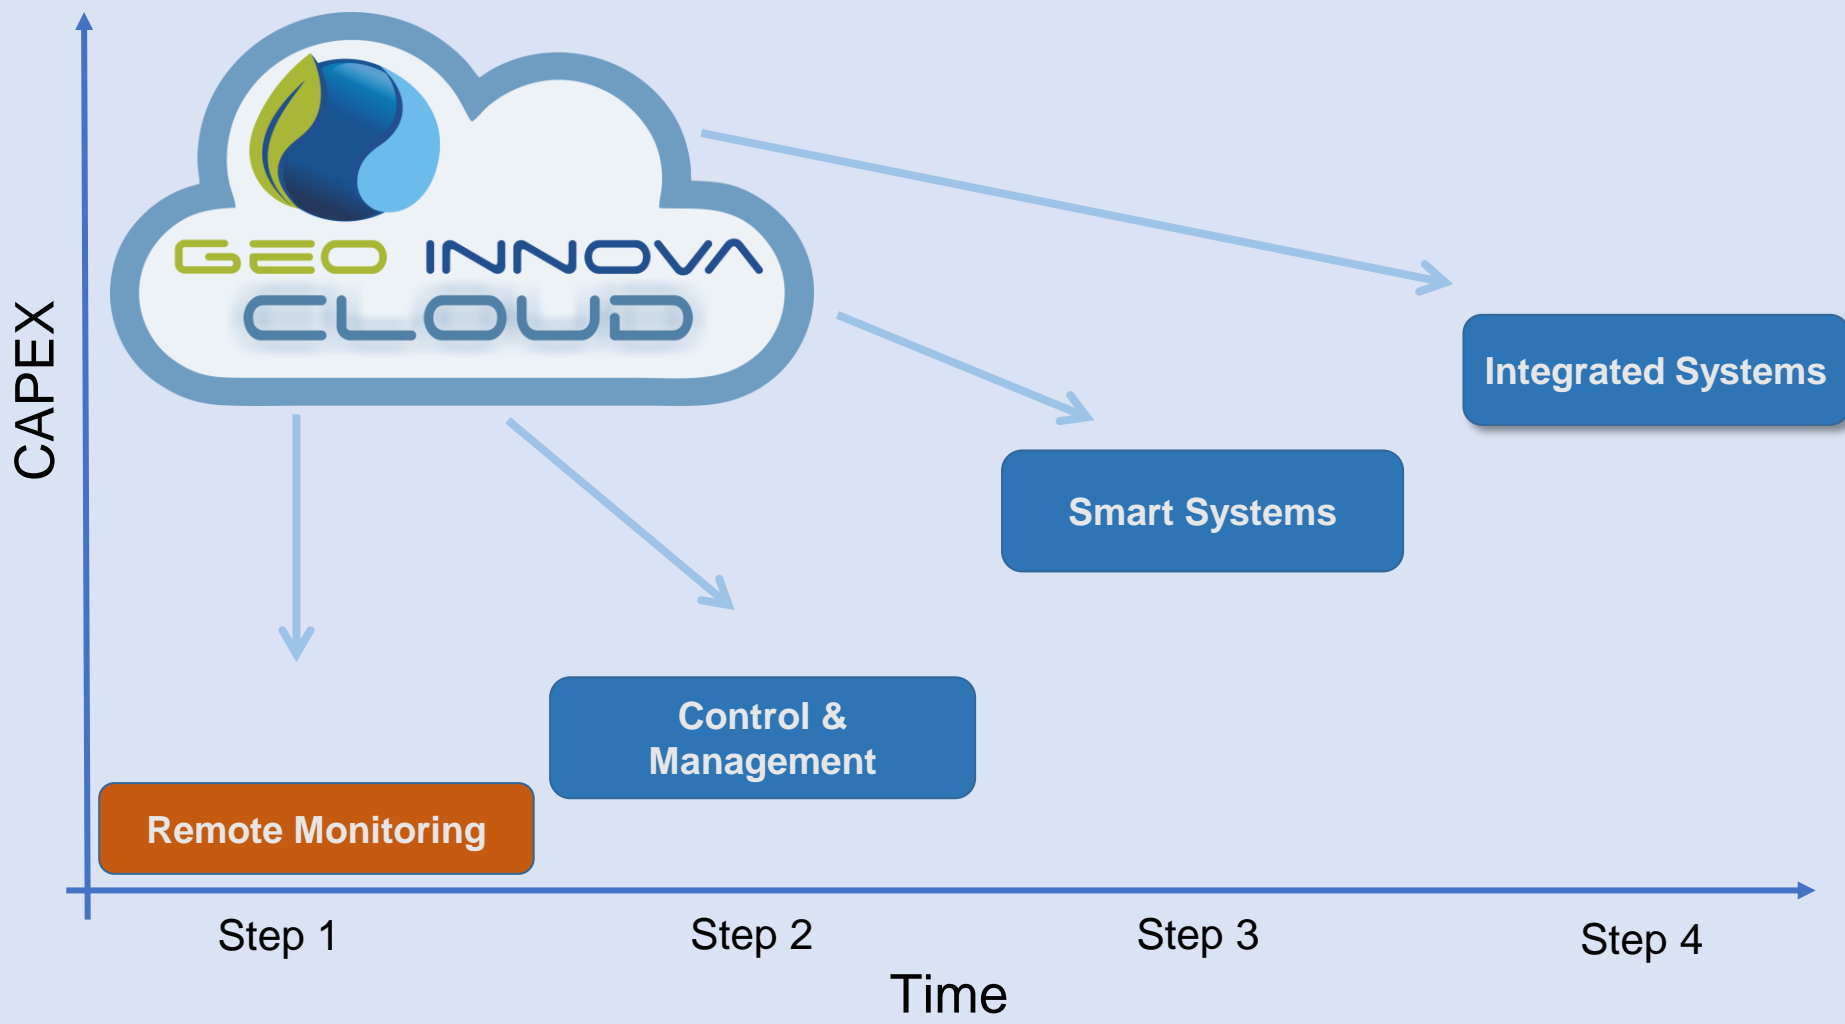 GEO INNOVA
CLOUD
CAPEX
Integrated Systems
Smart Systems
Control &
Management
Remote Monitoring
Step 1
Step 2
Step 3
Step 4
Time